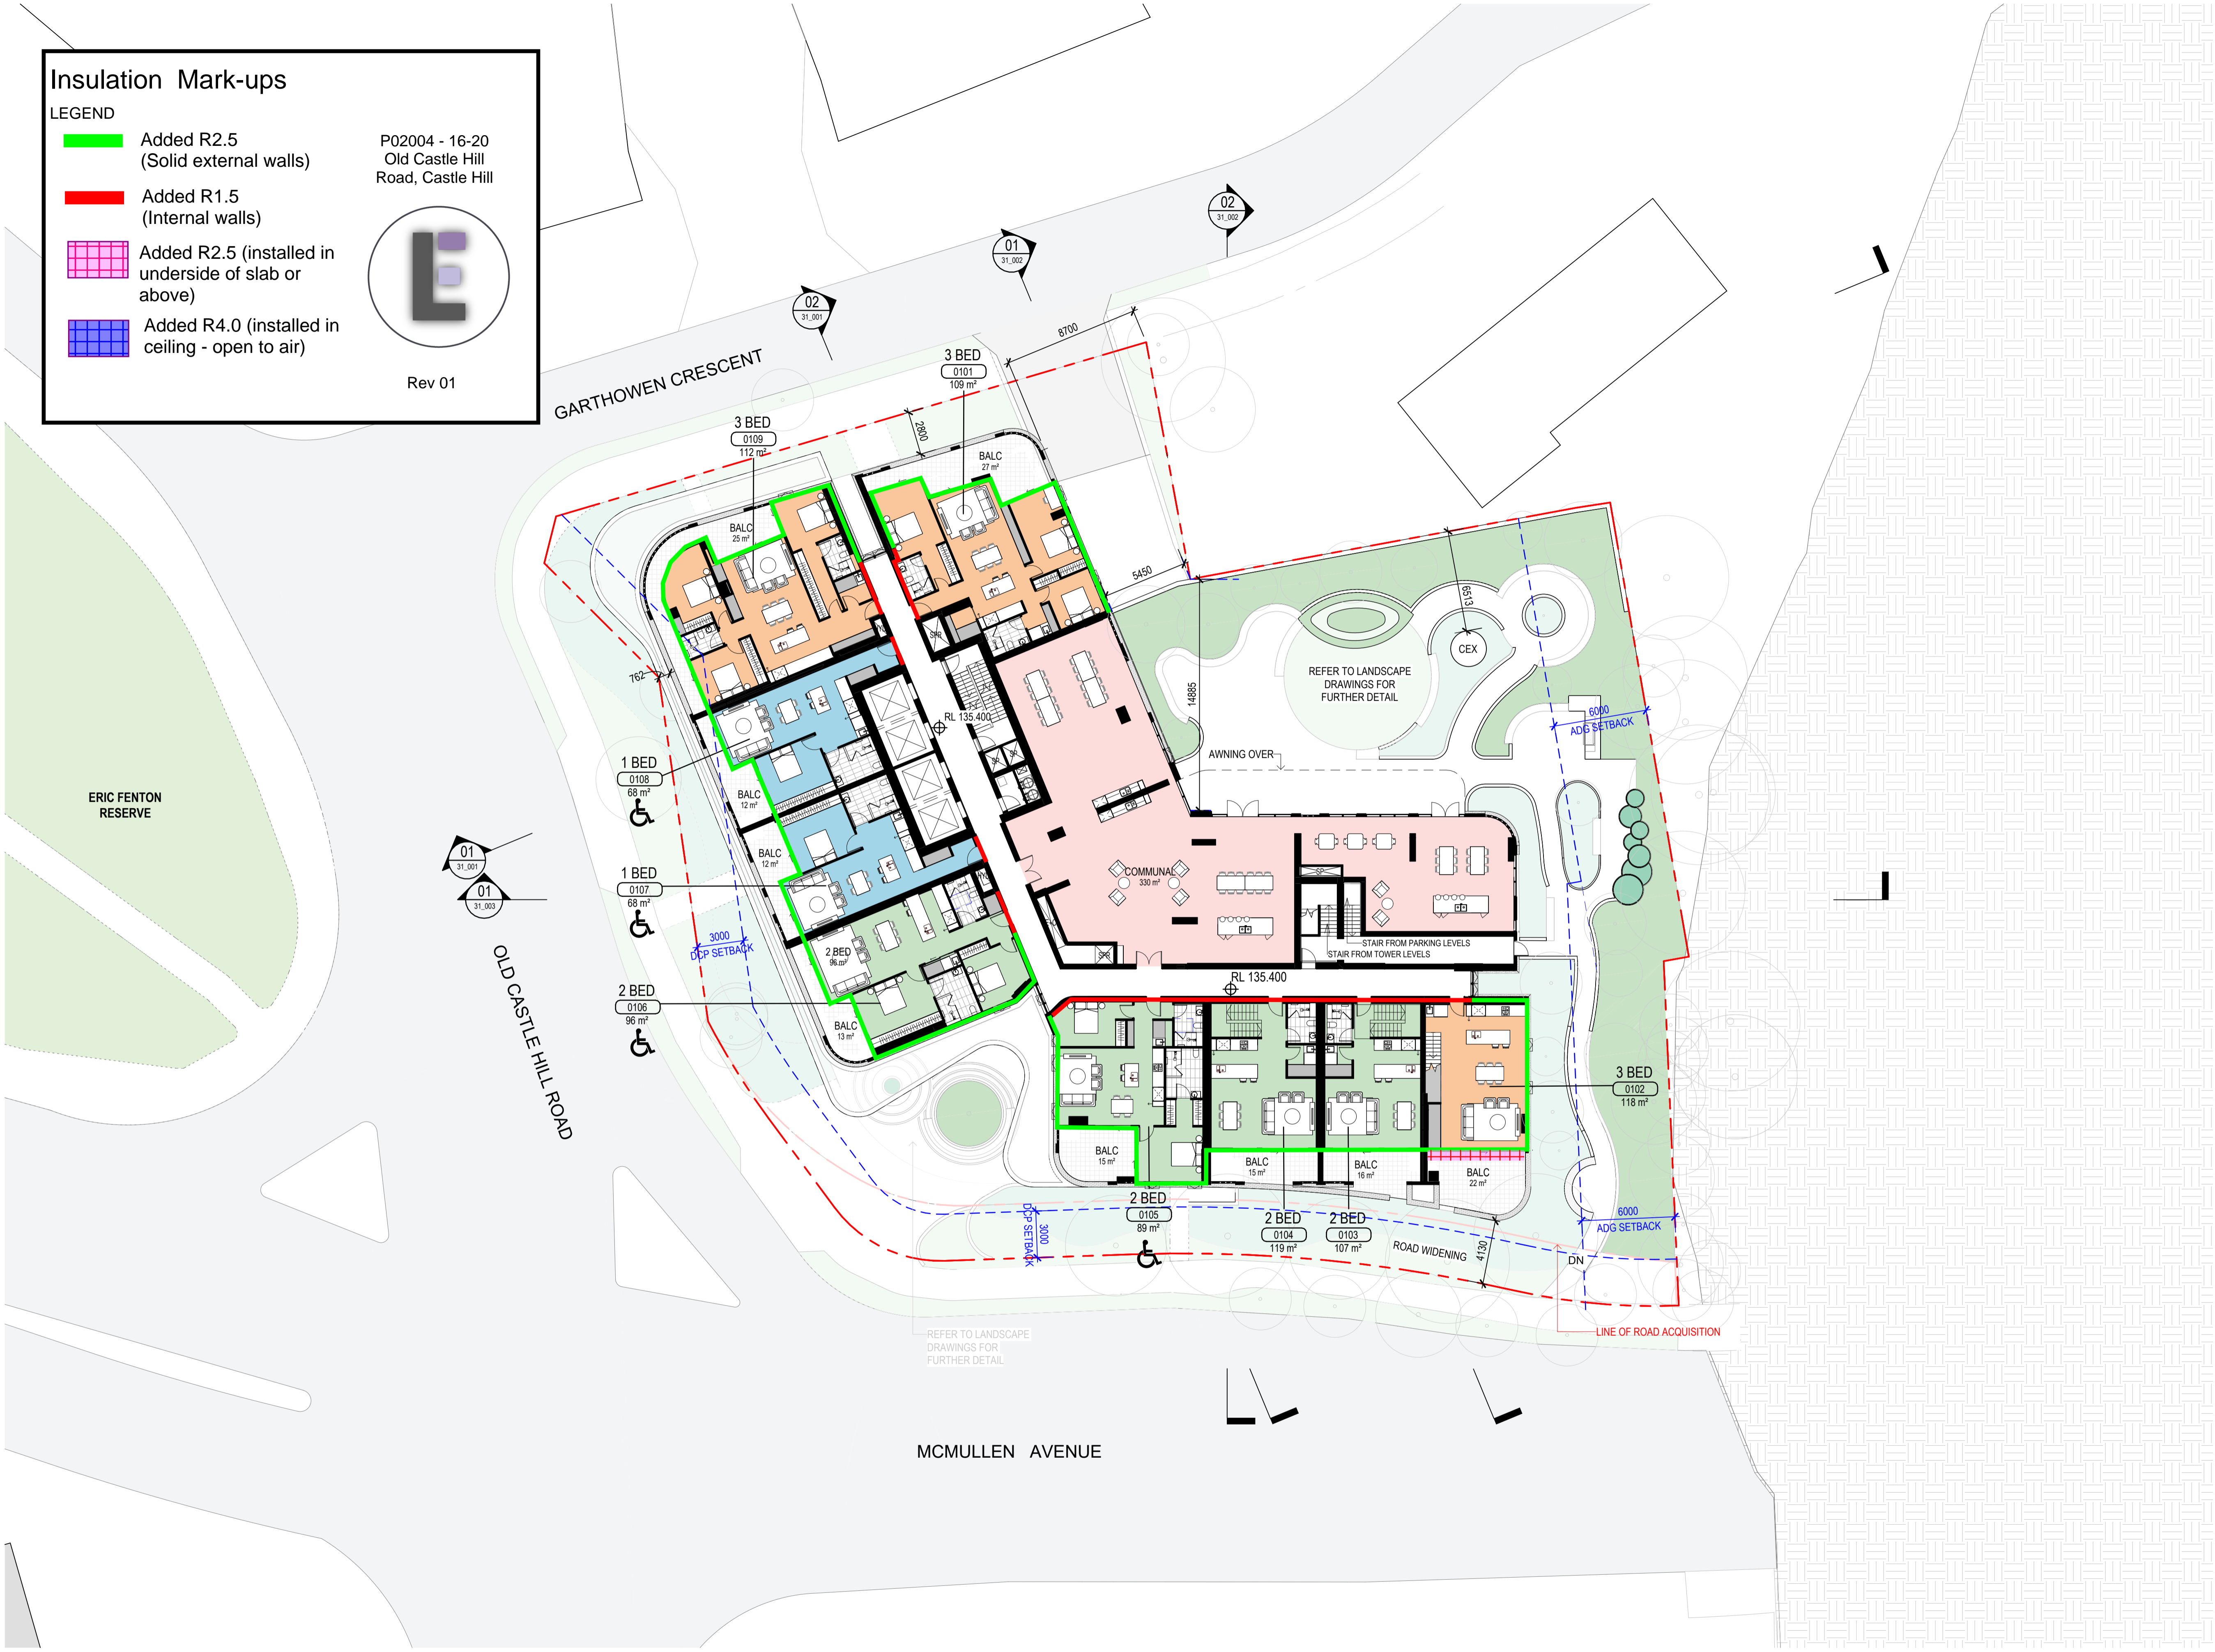 Insulation Mark-ups
LEGEND
Added R2.5
(Solid external walls)
Added R1.5
(Internal walls)
Added R2.5 (installed in
underside of slab or
above)
Added R4.0 (installed in
ceiling - open to air)
P02004 - 16-20
Old Castle Hill
Road, Castle Hill
Rev 01
02
31_002
01
31_002
02
31_001
8700
GARTHOWEN CRESCENT
3 BED
0101
109 m²
3 BED
0109
112 m²
2800
BALC
27 m²
BALC
25 m²
5450
6513
CEX
SPR
762
REFER TO LANDSCAPE
DRAWINGS FOR
FURTHER DETAIL
14885
RL 135.400
6000
ADG SETBACK
AWNING OVER
SP
SP
1 BED
0108
68 m²
BALC
12 m²
ERIC FENTON
RESERVE
01
31_001
01
31_003
BALC
12 m²
1 BED
0107
68 m²
COMMUNAL
330 m²
SP
3000
DCP SETBACK
2 BED
96 m²
STAIR FROM PARKING LEVELS
STAIR FROM TOWER LEVELS
SPR
RL 135.400
2 BED
0106
96 m²
BALC
13 m²
OLD CASTLE HILL ROAD
3 BED
0102
118 m²
BALC
15 m²
BALC
15 m²
BALC
16 m²
BALC
22 m²
2 BED
0105
89 m²
2 BED
0104
119 m²
2 BED
0103
107 m²
3000
DCP SETBACK
ROAD WIDENING
4130
6000
ADG SETBACK
DN
LINE OF ROAD ACQUISITION
REFER TO LANDSCAPE
DRAWINGS FOR
FURTHER DETAIL
MCMULLEN AVENUE